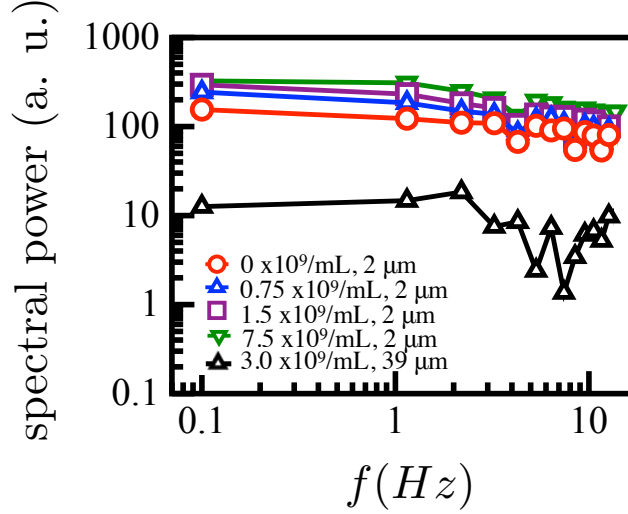 spectral power (a. u.)
1000
100
10
1
0.1
0 x10⁹/mL, 2 μm
0.75 x10⁹/mL, 2 μm
1.5 x10⁹/mL, 2 μm
7.5 x10⁹/mL, 2 μm
3.0 x10⁹/mL, 39 μm
0.1 1 10
f(Hz)